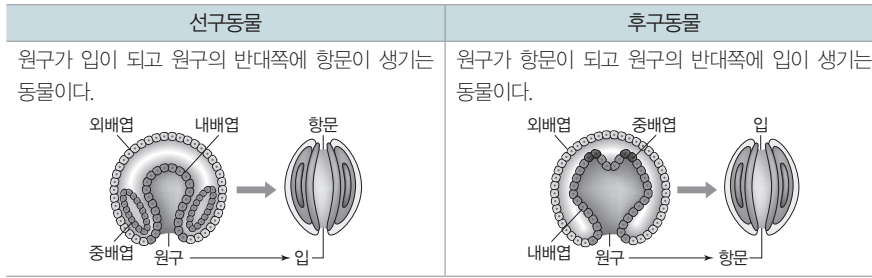 선구동물
후구동물
원구가 입이 되고 원구의 반대쪽에 항문이 생기는
동물이다.
원구가 항문이 되고 원구의 반대쪽에 입이 생기는
동물이다.
외배엽
내배엽
항문
중배엽
원구
입
외배엽
중배엽
입
내배엽
원구
항문